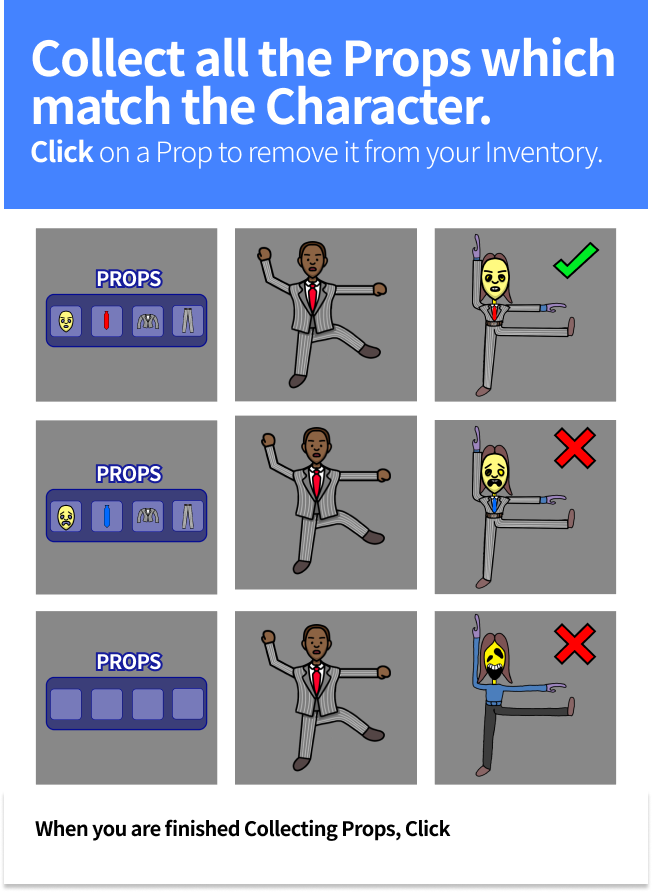 Collect all the Props which
match the Character.
Click on a Prop to remove it from your Inventory.
PROPS
PROPS
PROPS
When you are finished Collecting Props, Click